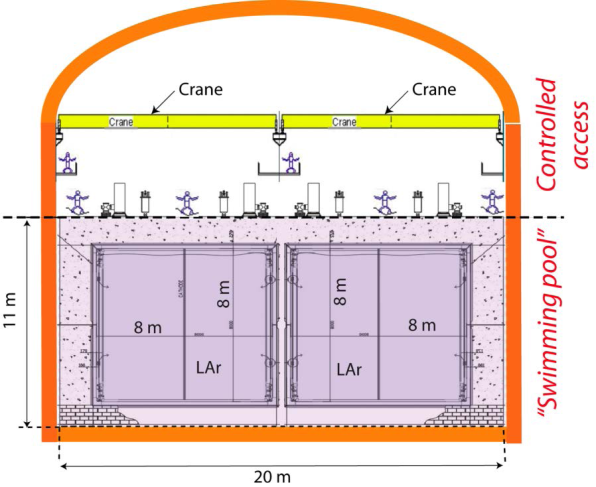 Crane
Crane
Crane
Crane
Controlled
access
11 m
8 m
8 m
8 m
8 m
LAr
LAr
"Swimming pool"
20 m